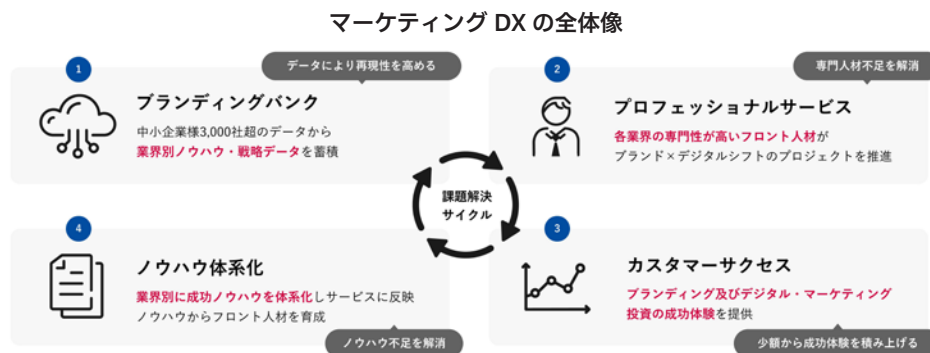 マーケティング DX の全体像
1
データにより再現性を高める
ブランディングバンク
中小企業様3,000社超のデータから
業界別ノウハウ・戦略データを蓄積
2
専門人材不足を解消
プロフェッショナルサービス
各業界の専門性が高いフロント人材が
ブランド×デジタルシフトのプロジェクトを推進
課題解決
サイクル
3
カスタマーサクセス
ブランディング及びデジタル・マーケティング
投資の成功体験を提供
少額から成功体験を積み上げる
4
ノウハウ体系化
業界別に成功ノウハウを体系化しサービスに反映
ノウハウからフロント人材を育成
ノウハウ不足を解消